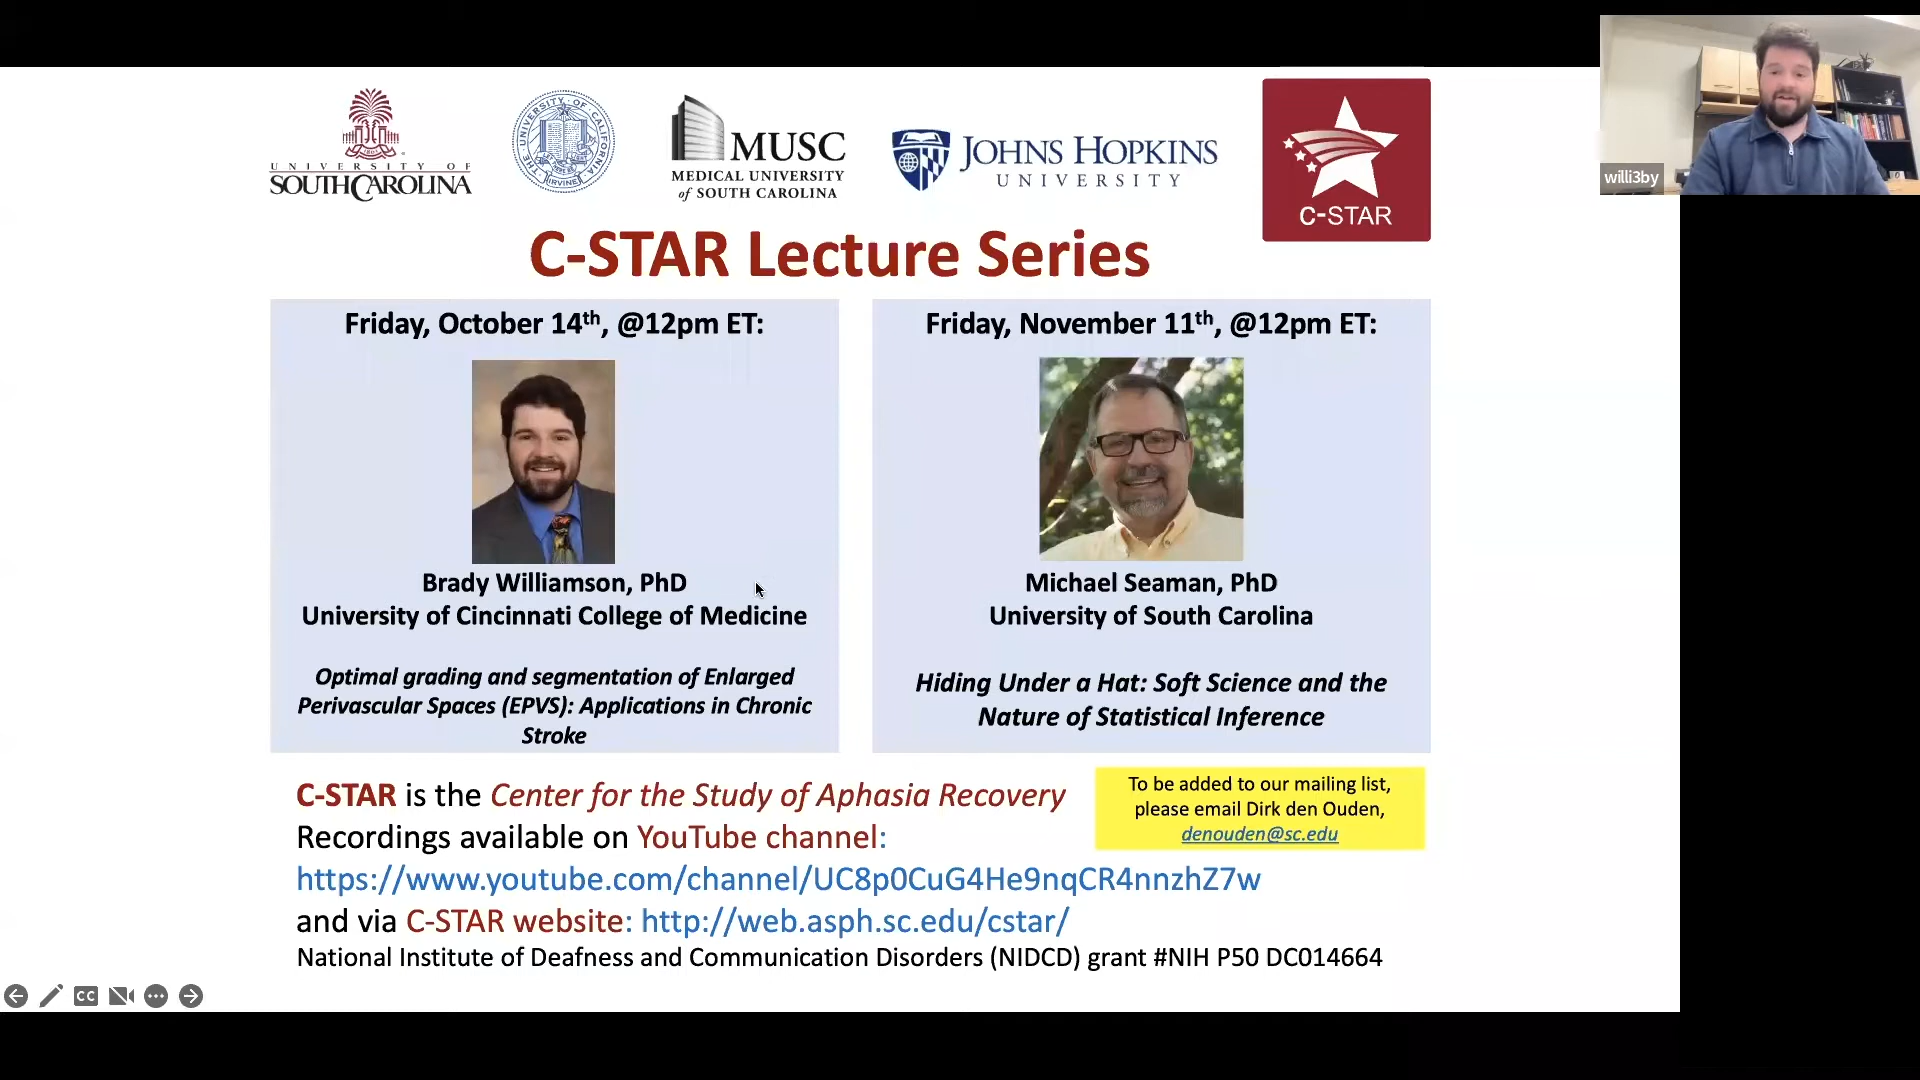 UNIVERSITY OF
SOUTH CAROLINA
THE UNIVERSITY OF CALIFORNIA
IRVINE
MUSC
MEDICAL UNIVERSITY
of SOUTH CAROLINA
JOHNS HOPKINS
UNIVERSITY
C-STAR
willi3by
C-STAR Lecture Series
Friday, October 14th, @12pm ET:
Brady Williamson, PhD
University of Cincinnati College of Medicine
Optimal grading and segmentation of Enlarged
Perivascular Spaces (EPVS): Applications in Chronic
Stroke
Friday, November 11th, @12pm ET:
Michael Seaman, PhD
University of South Carolina
Hiding Under a Hat: Soft Science and the
Nature of Statistical Inference
C-STAR is the Center for the Study of Aphasia Recovery
Recordings available on YouTube channel:
https://www.youtube.com/channel/UC8p0CuG4He9nqCR4nnzhZ7w
and via C-STAR website: http://web.asph.sc.edu/cstar/
National Institute of Deafness and Communication Disorders (NIDCD) grant #NIH P50 DC014664
To be added to our mailing list,
please email Dirk den Ouden,
denouden@sc.edu
CC